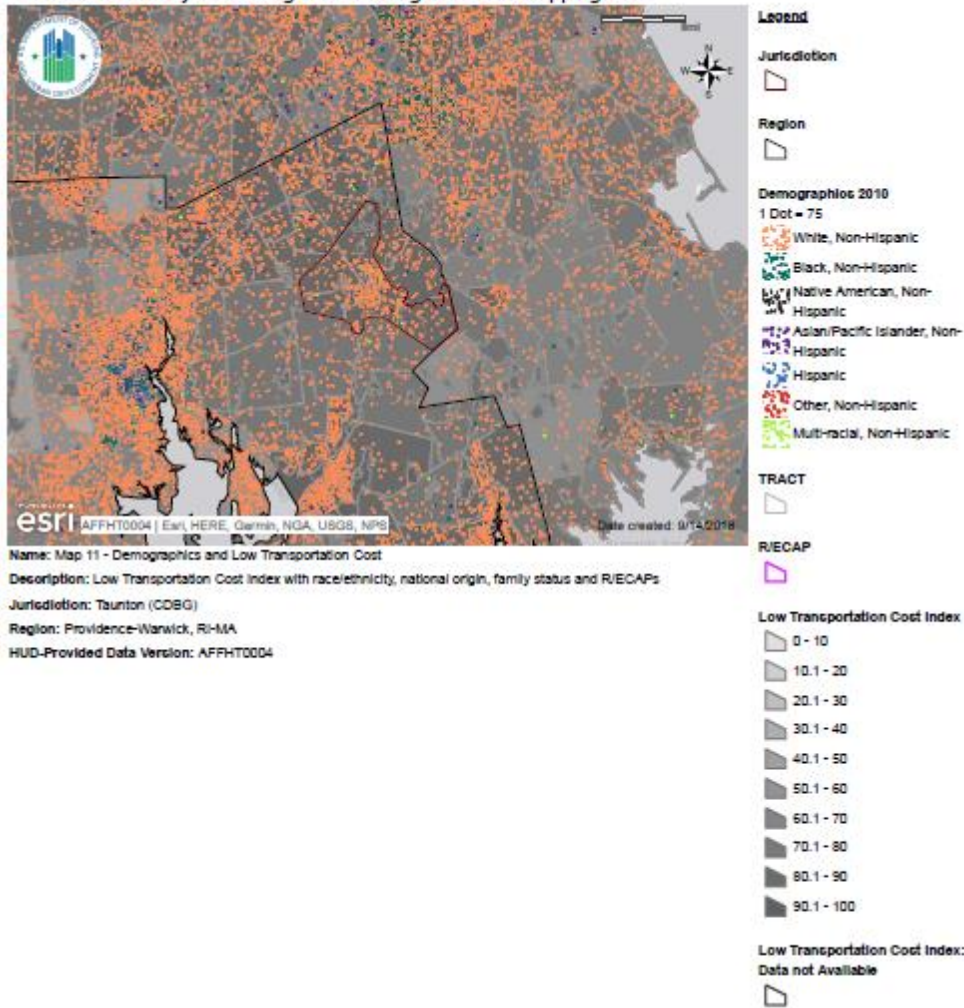 Legend
Jurisdiction
Region
Demographics 2010
1 Dot = 75
White, Non-Hispanic
Black, Non-Hispanic
Native American, Non-
Hispanic
Asian/Pacific Islander, Non-
Hispanic
Hispanic
Other, Non-Hispanic
Multi-racial, Non-Hispanic
TRACT
R/ECAP
Low Transportation Cost Index
0 - 10
10.1 - 20
20.1 - 30
30.1 - 40
40.1 - 50
50.1 - 60
60.1 - 70
70.1 - 80
80.1 - 90
90.1 - 100
Low Transportation Cost Index:
Data not Available
N
W E
S
esri
AFFHT0004 | Esri, HERE, Garmin, NGA, USGS, NPS
Date created: 9/14/2018
Name: Map 11 - Demographics and Low Transportation Cost
Description: Low Transportation Cost Index with race/ethnicity, national origin, family status and R/ECAPs
Jurisdiction: Taunton (CDBG)
Region: Providence-Warwick, RI-MA
HUD-Provided Data Version: AFFHT0004